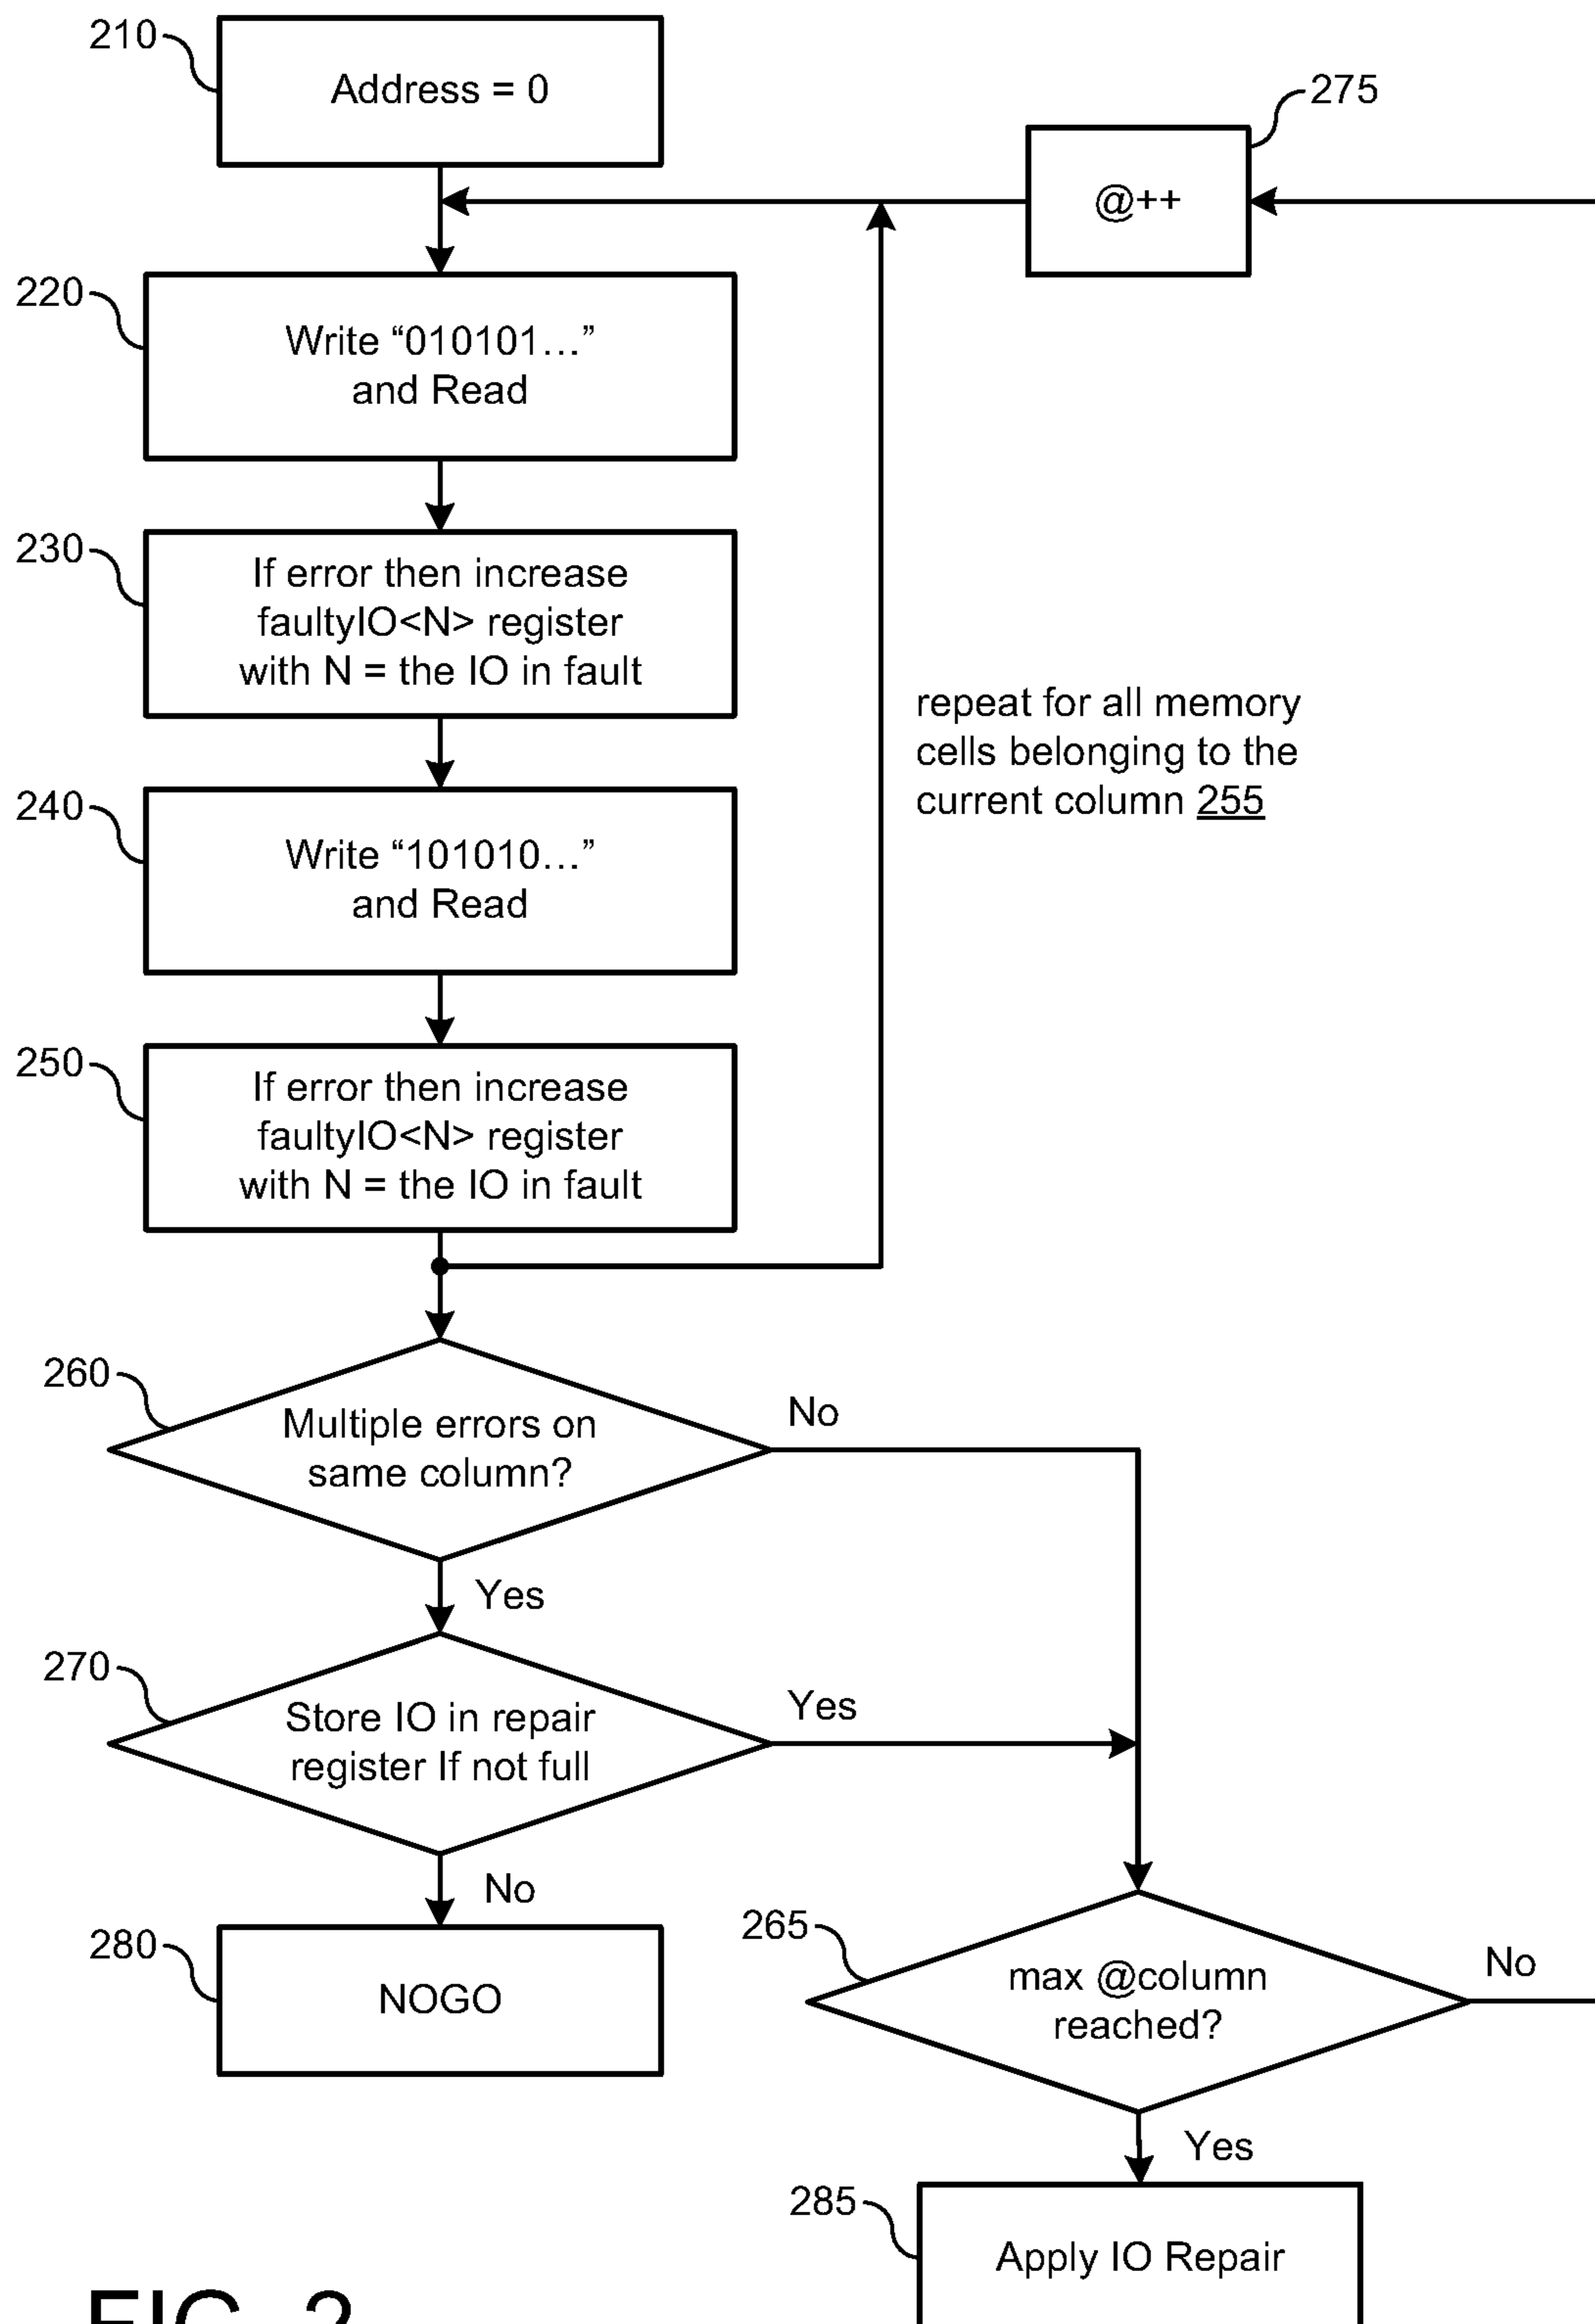 210
Address = 0
275
@++
220
Write “010101...”
and Read
230
If error then increase
faultyIO<N> register
with N = the IO in fault
repeat for all memory
cells belonging to the
current column 255
240
Write “101010...”
and Read
250
If error then increase
faultyIO<N> register
with N = the IO in fault
260
Multiple errors on
same column?
No
Yes
270
Store IO in repair
register If not full
Yes
No
280
NOGO
265
max @column
reached?
No
Yes
285
Apply IO Repair
FIG. 2